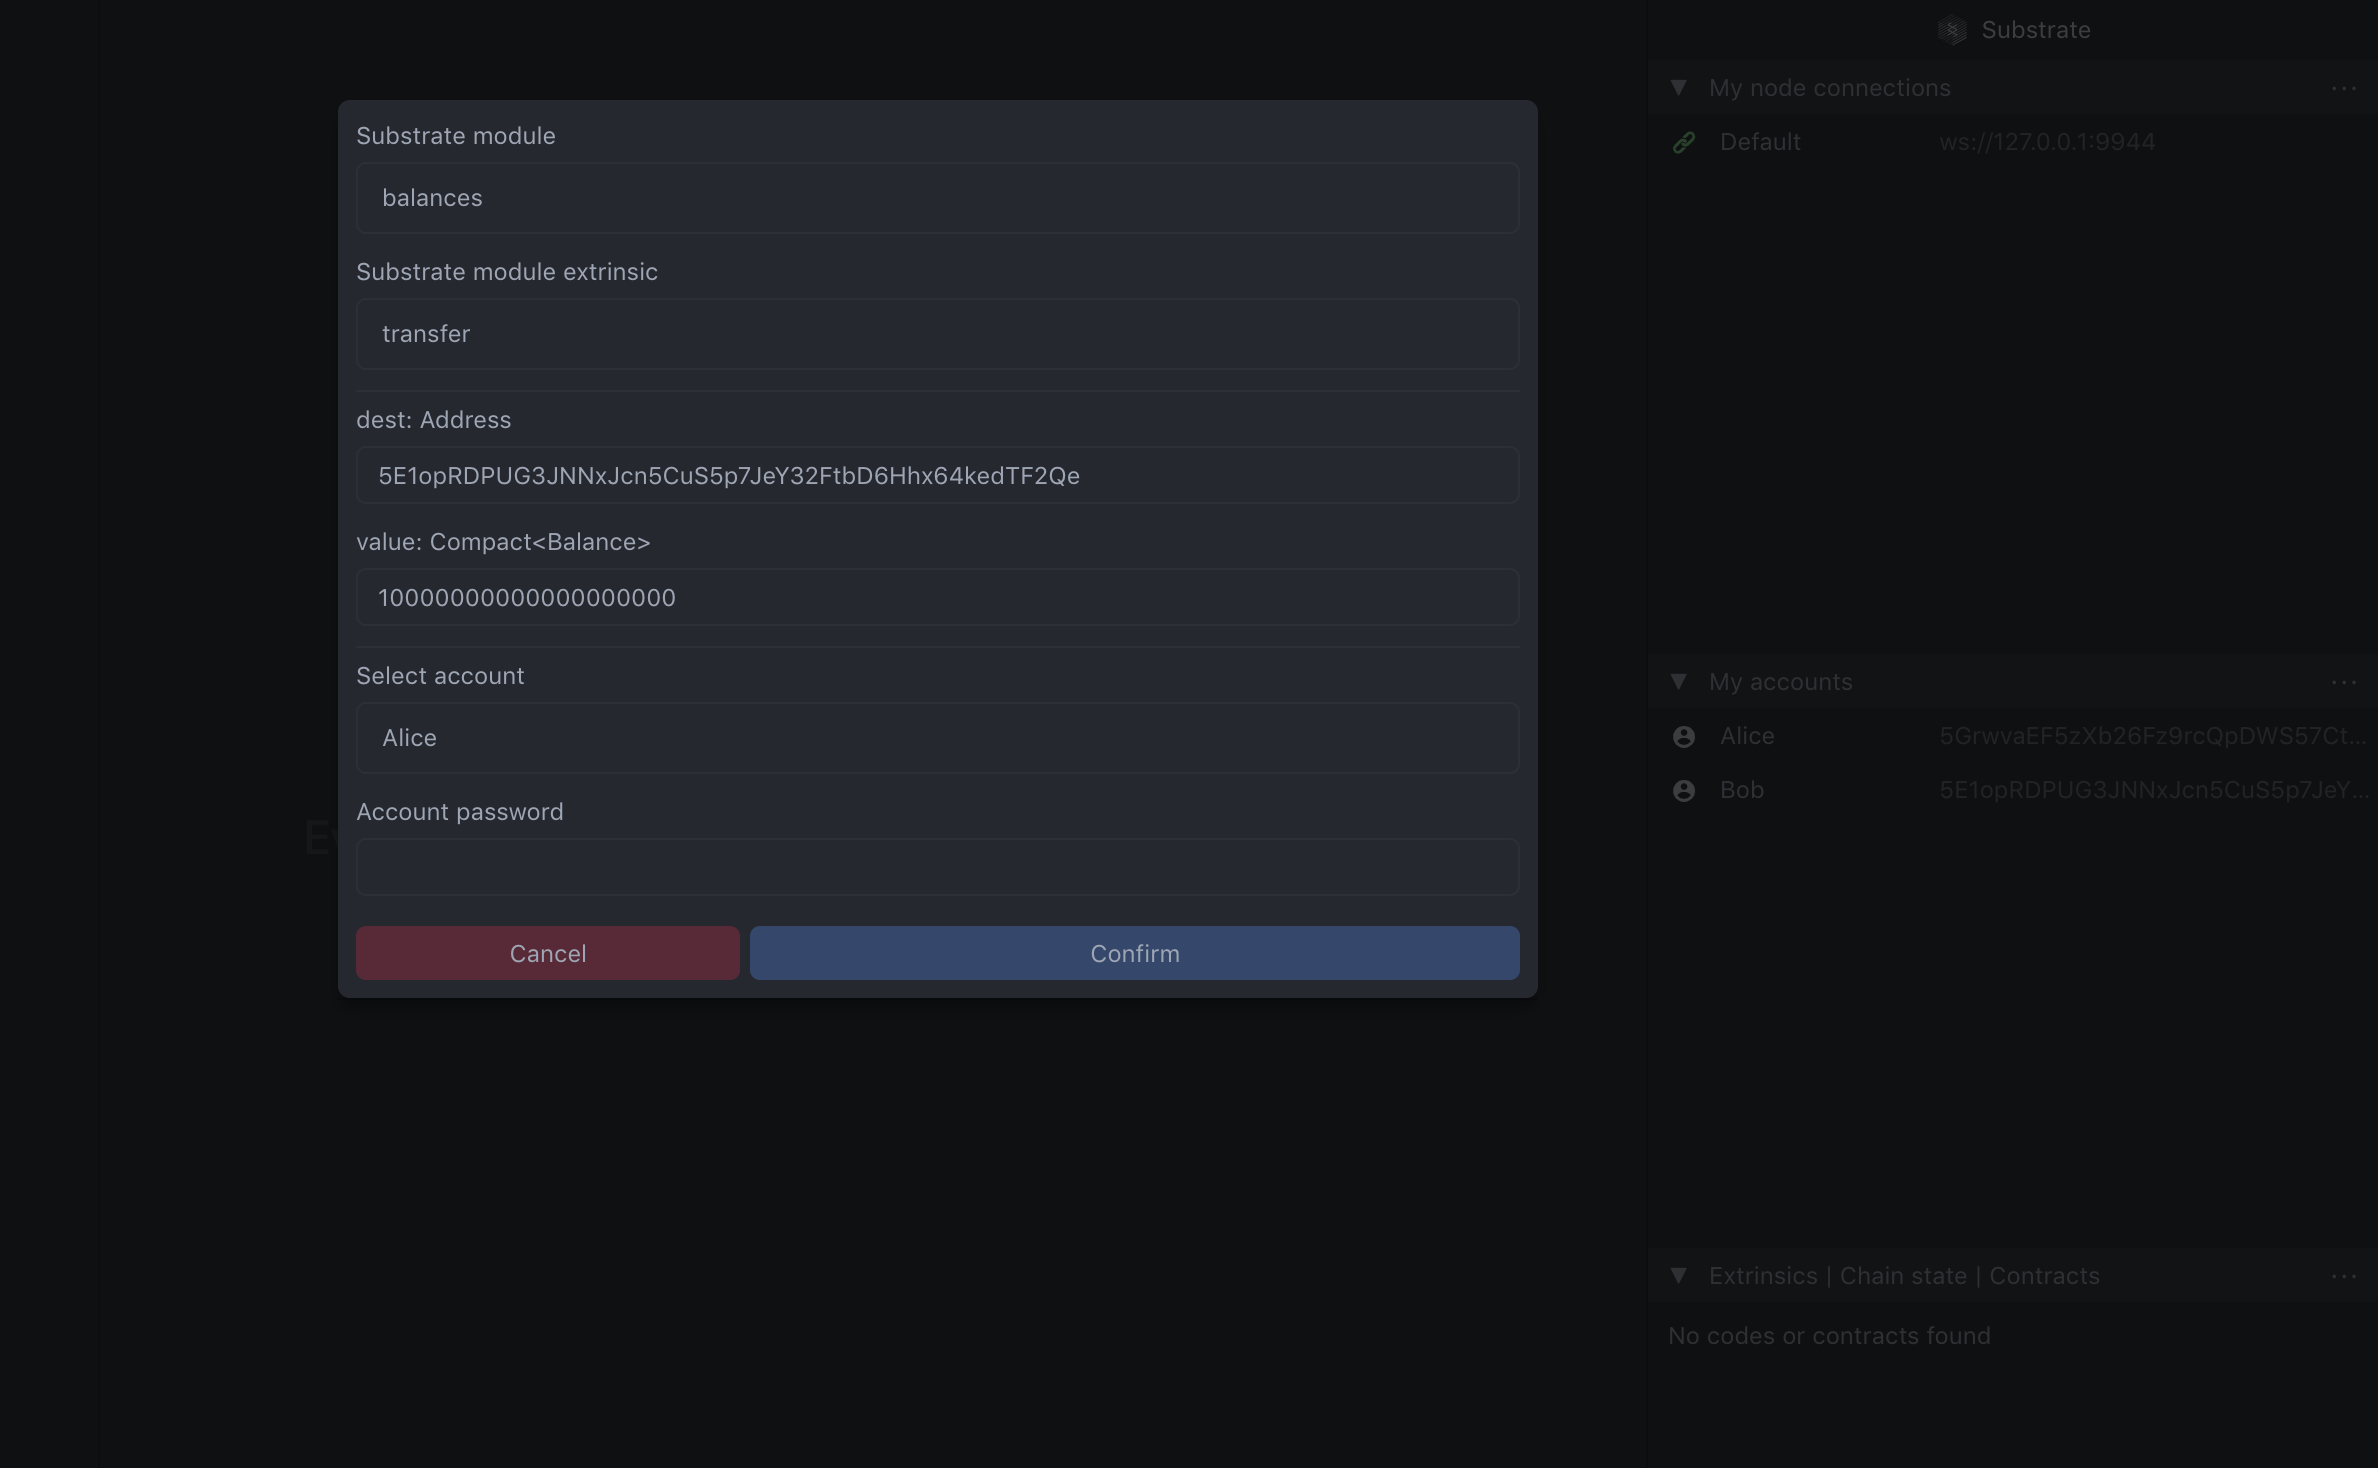 Substrate module
balances
Substrate module extrinsic
transfer
dest: Address
5E1opRDPUG3JNNxJcn5CuS5p7JeY32FtbD6Hhx64kedTF2Qe
value: Compact<Balance>
10000000000000000000
Select account
Alice
Account password
Cancel
Confirm
Substrate
My node connections
Default ws://127.0.0.1:9944
My accounts
Alice 5GrwvaEF5zXb26Fz9rcQpDWS57Ct...
Bob 5E1opRDPUG3JNNxJcn5CuS5p7JeY...
Extrinsics | Chain state | Contracts
No codes or contracts found